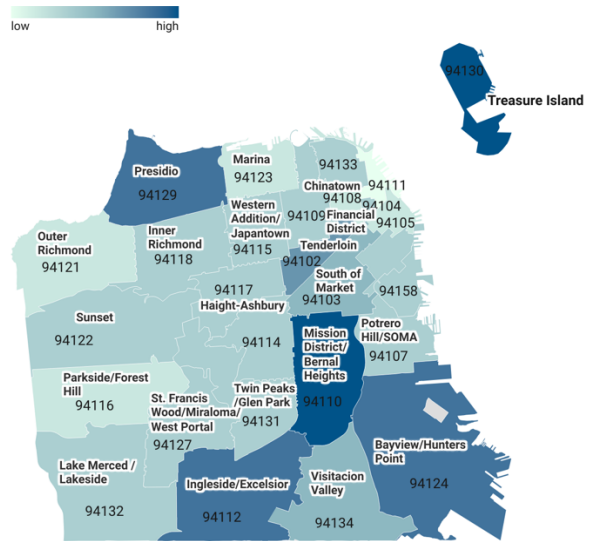 low high
94130
Treasure Island
Marina
94123
94133
Presidio
94129
Chinatown
94108
94111
94104
94105
Western
Addition/
Japantown
94115
94109
Financial
District
Outer
Richmond
94121
Inner
Richmond
94118
Tenderloin
94102
South of
Market
94103
94158
94117
Haight-Ashbury
Sunset
94122
94114
Mission
District/
Bernal
Heights
94110
Potrero
Hill/SOMA
94107
Parkside/Forest
Hill
94116
St. Francis
Wood/Miraloma/
West Portal
94127
Twin Peaks
/Glen Park
94131
Bayview/Hunters
Point
94124
Lake Merced /
Lakeside
94132
Ingleside/Excelsior
94112
Visitacion
Valley
94134